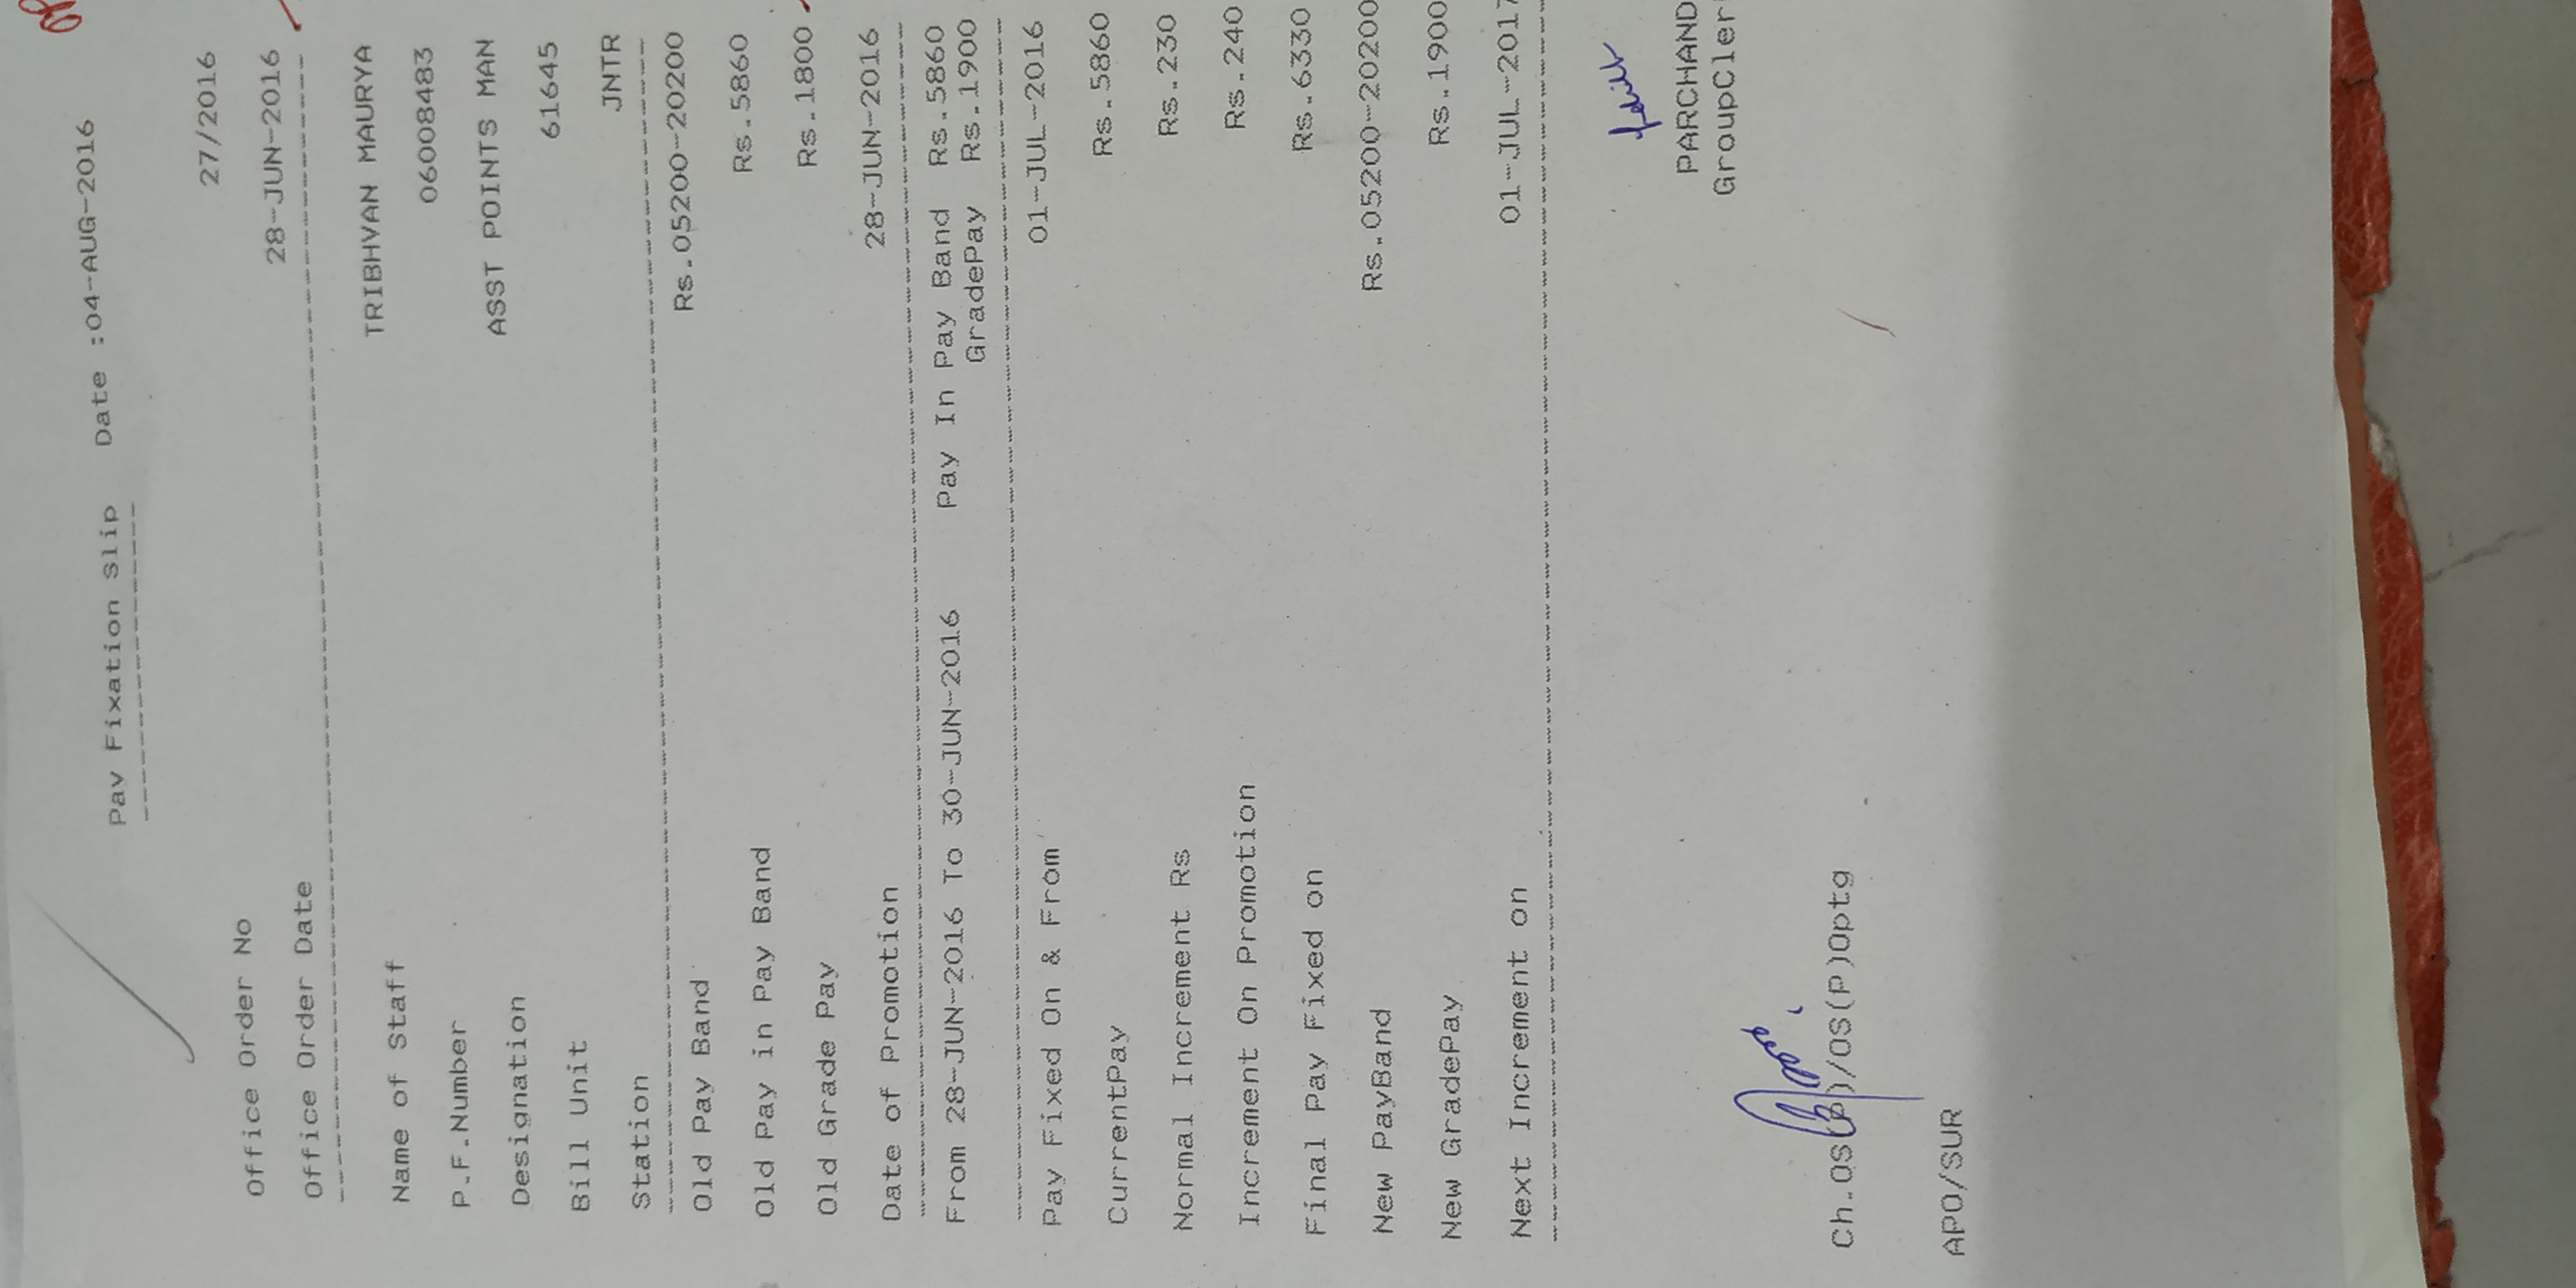 Pay Fixation Slip Date :04-AUG-2016
Office Order No 27/2016
Office Order Date 28-JUN-2016
Name of Staff TRIBHVAN MAURYA
P.F.Number 06008483
Designation ASST POINTS MAN
Bill Unit 61645
Station JNTR
Old Pay Band Rs.05200-20200
Old Pay in Pay Band Rs.5860
Old Grade Pay Rs.1800
Date of Promotion 28-JUN-2016
From 28-JUN-2016 To 30-JUN-2016 Pay In Pay Band Rs.5860
GradePay Rs.1900
Pay Fixed On & From 01-JUL-2016
CurrentPay Rs.5860
Normal Increment Rs Rs.230
Increment On Promotion Rs.240
Final Pay Fixed on Rs.6330
New PayBand Rs.05200-20200
New GradePay Rs.1900
Next Increment on 01-JUL-2017
PARCHAND
GroupCler
Ch.OS(P)/OS(P)Optg
APO/SUR